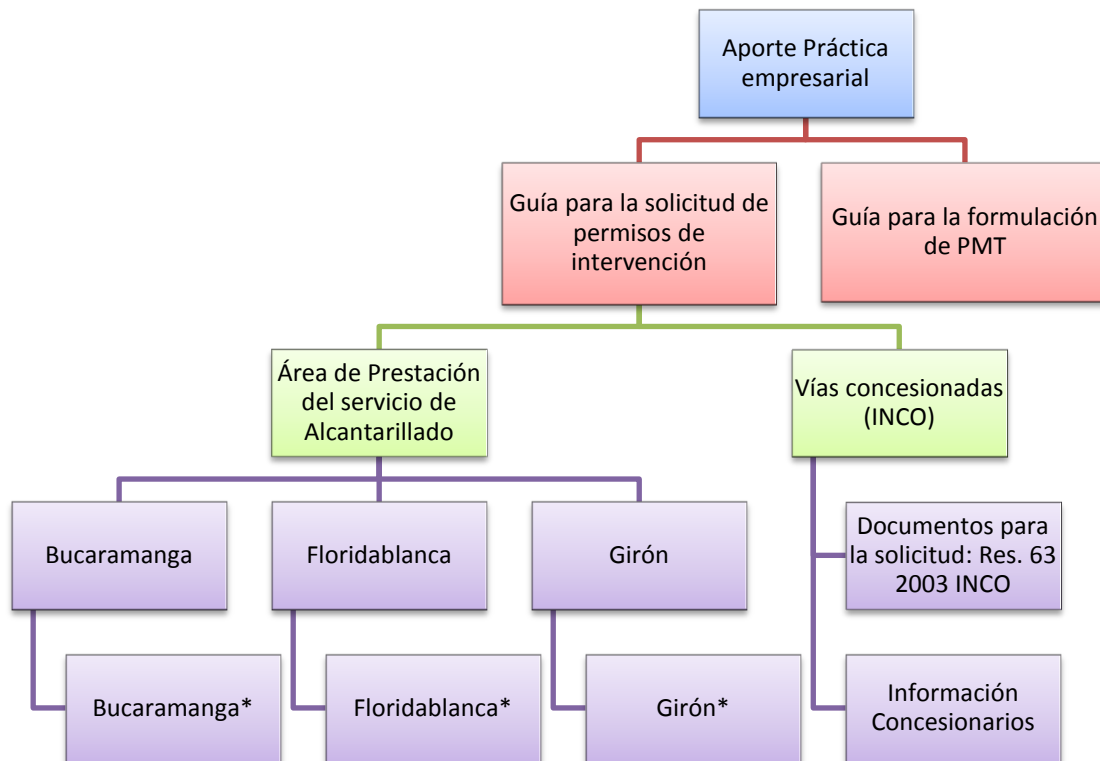 Aporte Práctica
empresarial
Guía para la solicitud de
permisos de
intervención
Guía para la formulación
de PMT
Área de Prestación
del servicio de
Alcantarillado
Vías concesionadas
(INCO)
Bucaramanga
Floridablanca
Girón
Documentos para
la solicitud: Res. 63
2003 INCO
Bucaramanga*
Floridablanca*
Girón*
Información
Concesionarios